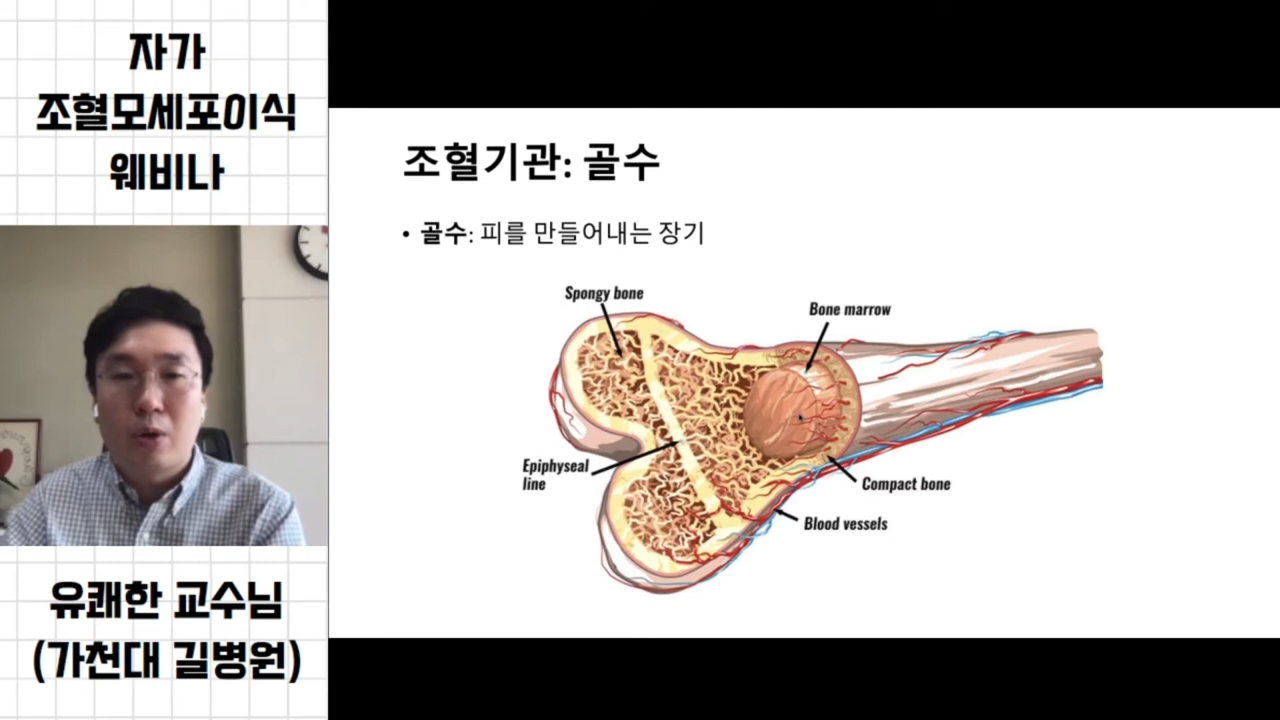 자가
조혈모세포이식
웨비나
유쾌한 교수님
(가천대 길병원)
조혈기관: 골수
• 골수: 피를 만들어내는 장기
Spongy bone
Bone marrow
Epiphyseal
line
Compact bone
Blood vessels